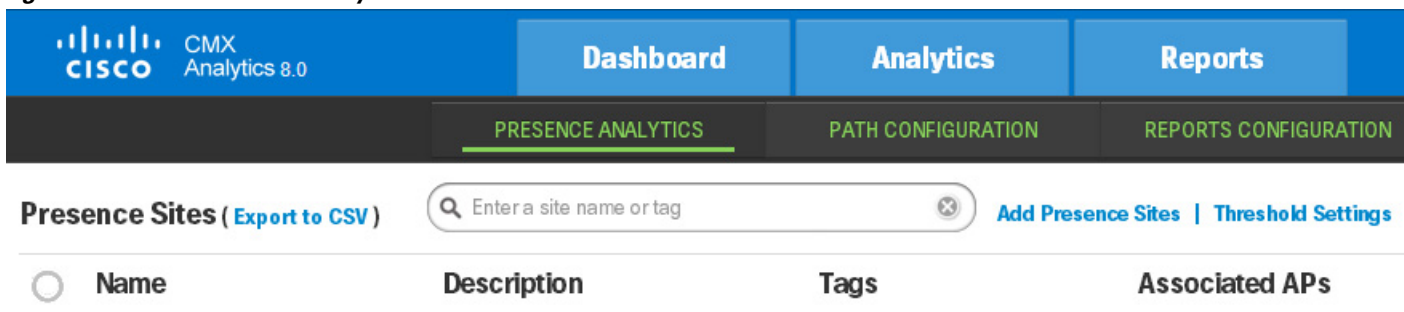 CISCO CMX Analytics 8.0
Dashboard Analytics Reports
PRESENCE ANALYTICS PATH CONFIGURATION REPORTS CONFIGURATION
Presence Sites ( Export to CSV ) Enter a site name or tag Add Presence Sites | Threshold Settings
Name Description Tags Associated APs